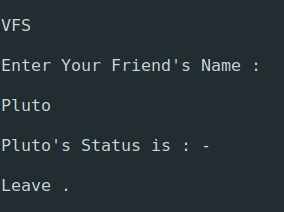 VFS
Enter Your Friend's Name :
Pluto
Pluto's Status is : -
Leave .